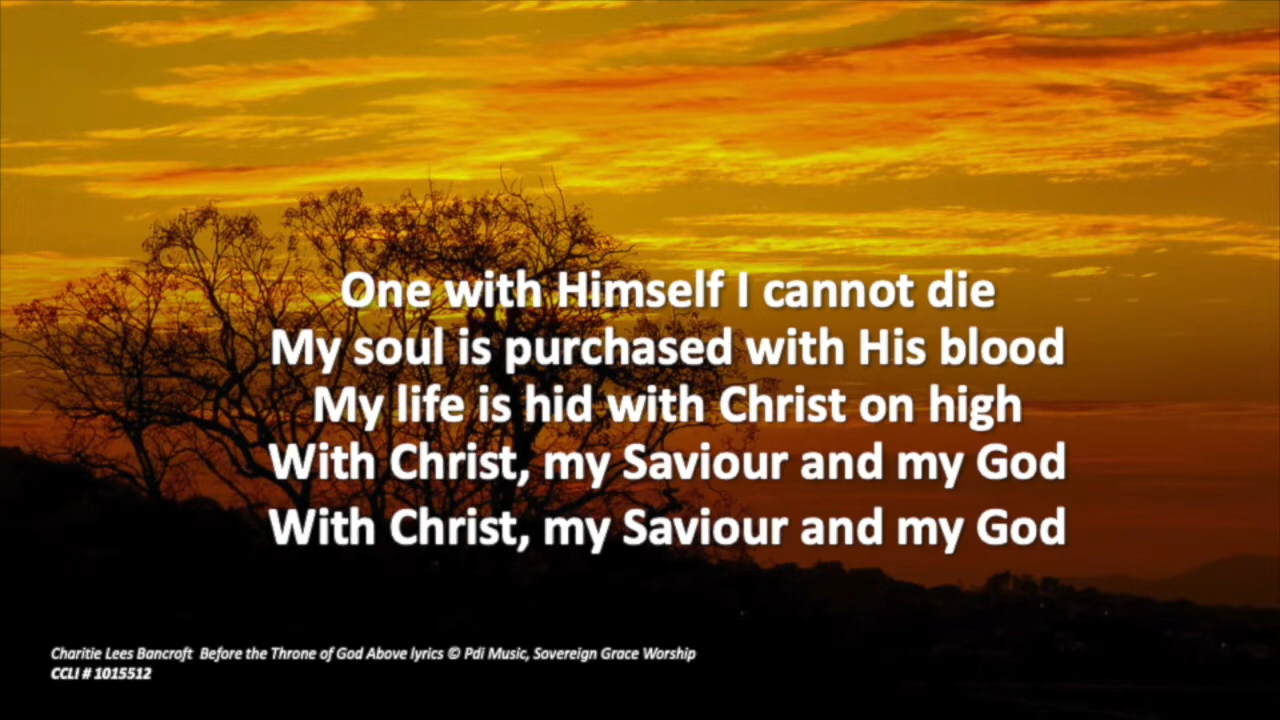 One with Himself I cannot die
My soul is purchased with His blood
My life is hid with Christ on high
With Christ, my Saviour and my God
With Christ, my Saviour and my God
Charitie Lees Bancroft  Before the Throne of God Above lyrics © Pdi Music, Sovereign Grace Worship
CCLI # 1015512